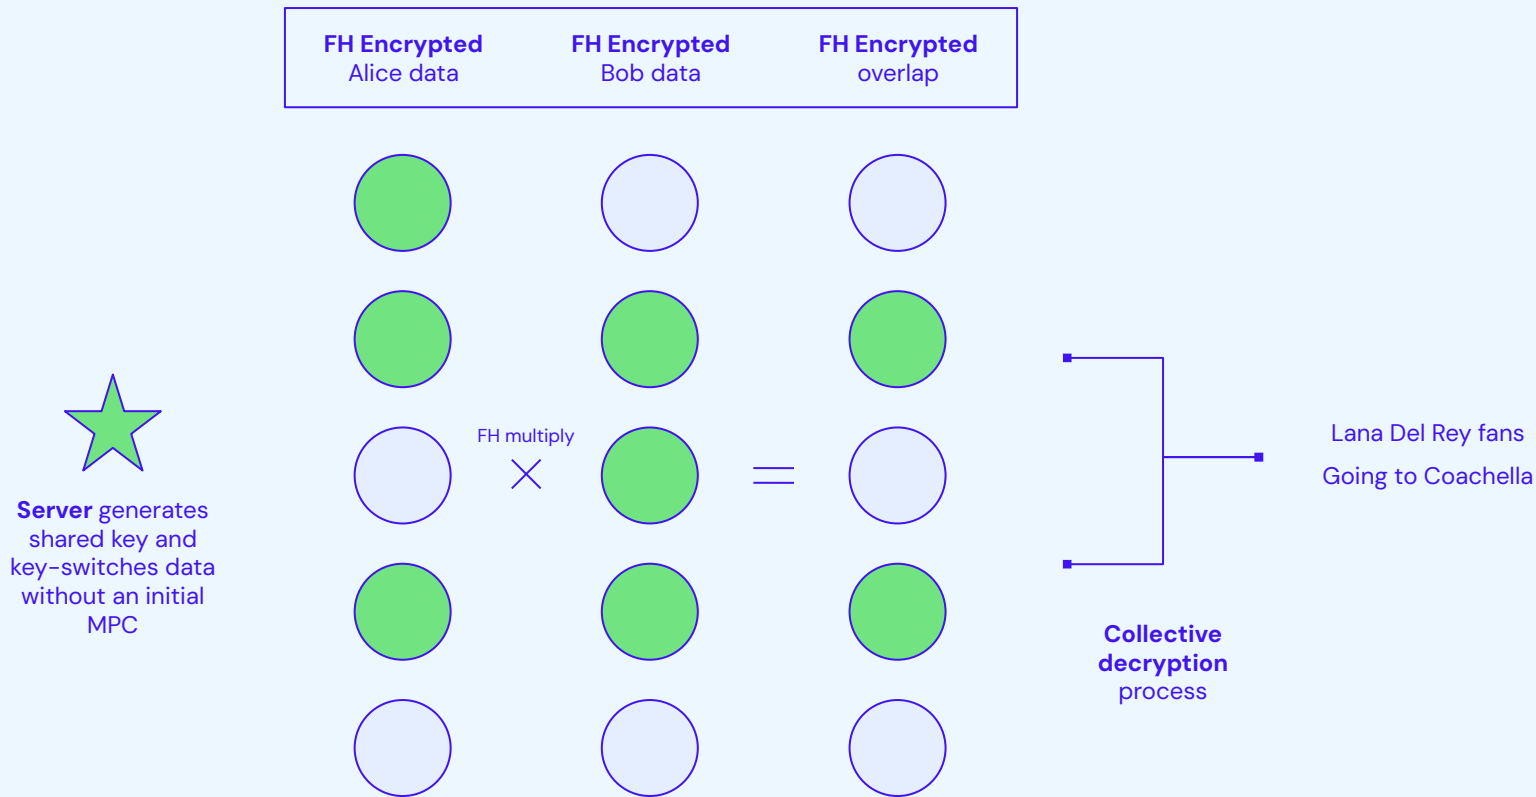 FH Encrypted
Alice data
FH Encrypted
Bob data
FH Encrypted
overlap
FH multiply
Server generates
shared key and
key-switches data
without an initial
MPC
Lana Del Rey fans
Going to Coachella
Collective
decryption
process